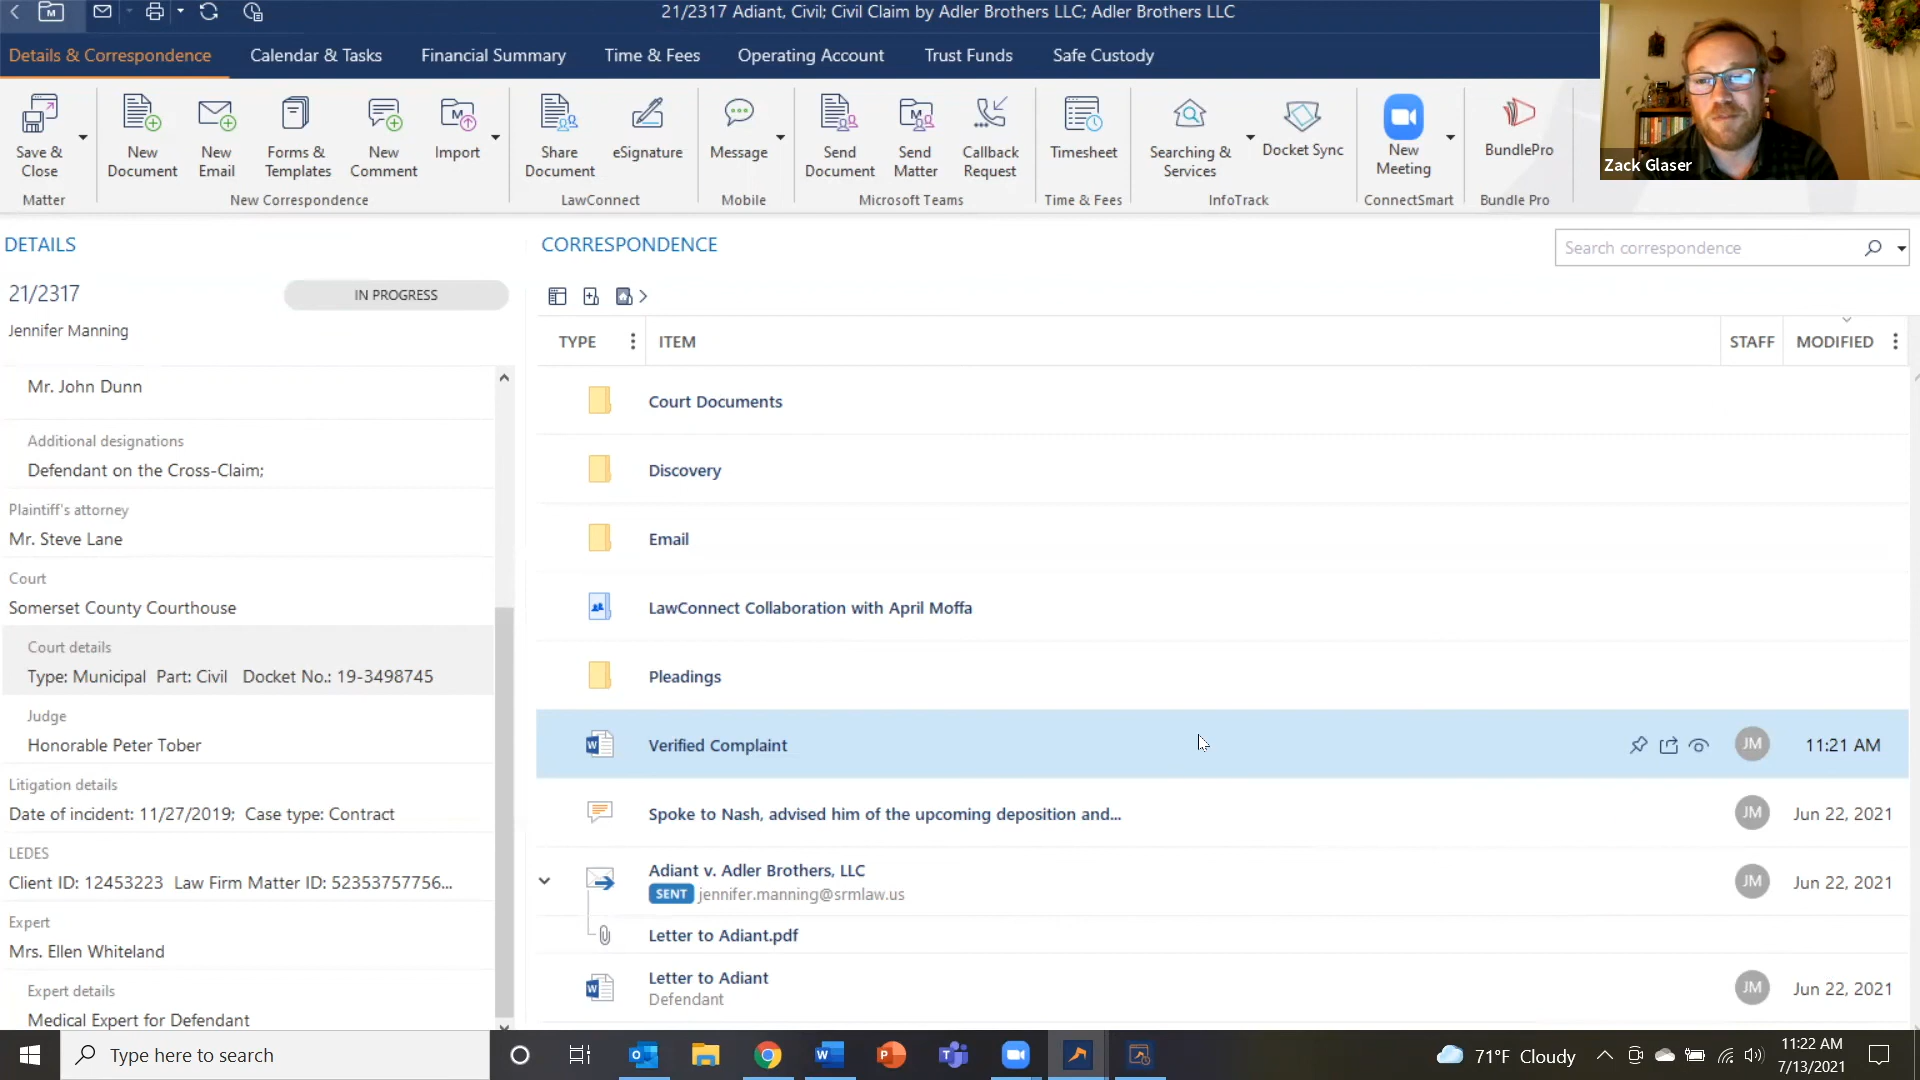 21/2317 Adiant, Civil; Civil Claim by Adler Brothers LLC; Adler Brothers LLC
Details & Correspondence
Calendar & Tasks
Financial Summary
Time & Fees
Operating Account
Trust Funds
Safe Custody
Save & Close
New Document
New Email
Forms & Templates
New Comment
Import
Share Document
eSignature
Message
Send Document
Send Matter
Callback Request
Timesheet
Searching & Services
Docket Sync
New Meeting
BundlePro
Matter
New Correspondence
LawConnect
Mobile
Microsoft Teams
Time & Fees
InfoTrack
ConnectSmart
Bundle Pro
Zack Glaser
DETAILS
21/2317
IN PROGRESS
Jennifer Manning
Mr. John Dunn
Additional designations
Defendant on the Cross-Claim;
Plaintiff's attorney
Mr. Steve Lane
Court
Somerset County Courthouse
Court details
Type: Municipal Part: Civil Docket No.: 19-3498745
Judge
Honorable Peter Tober
Litigation details
Date of incident: 11/27/2019; Case type: Contract
LEDES
Client ID: 12453223 Law Firm Matter ID: 52353757756...
Expert
Mrs. Ellen Whiteland
Expert details
Medical Expert for Defendant
CORRESPONDENCE
Search correspondence
TYPE
ITEM
STAFF
MODIFIED
Court Documents
Discovery
Email
LawConnect Collaboration with April Moffa
Pleadings
Verified Complaint
JM
11:21 AM
Spoke to Nash, advised him of the upcoming deposition and...
JM
Jun 22, 2021
Adiant v. Adler Brothers, LLC
SENT jennifer.manning@srmlaw.us
JM
Jun 22, 2021
Letter to Adiant.pdf
Letter to Adiant
Defendant
JM
Jun 22, 2021
Type here to search
71°F Cloudy
11:22 AM
7/13/2021